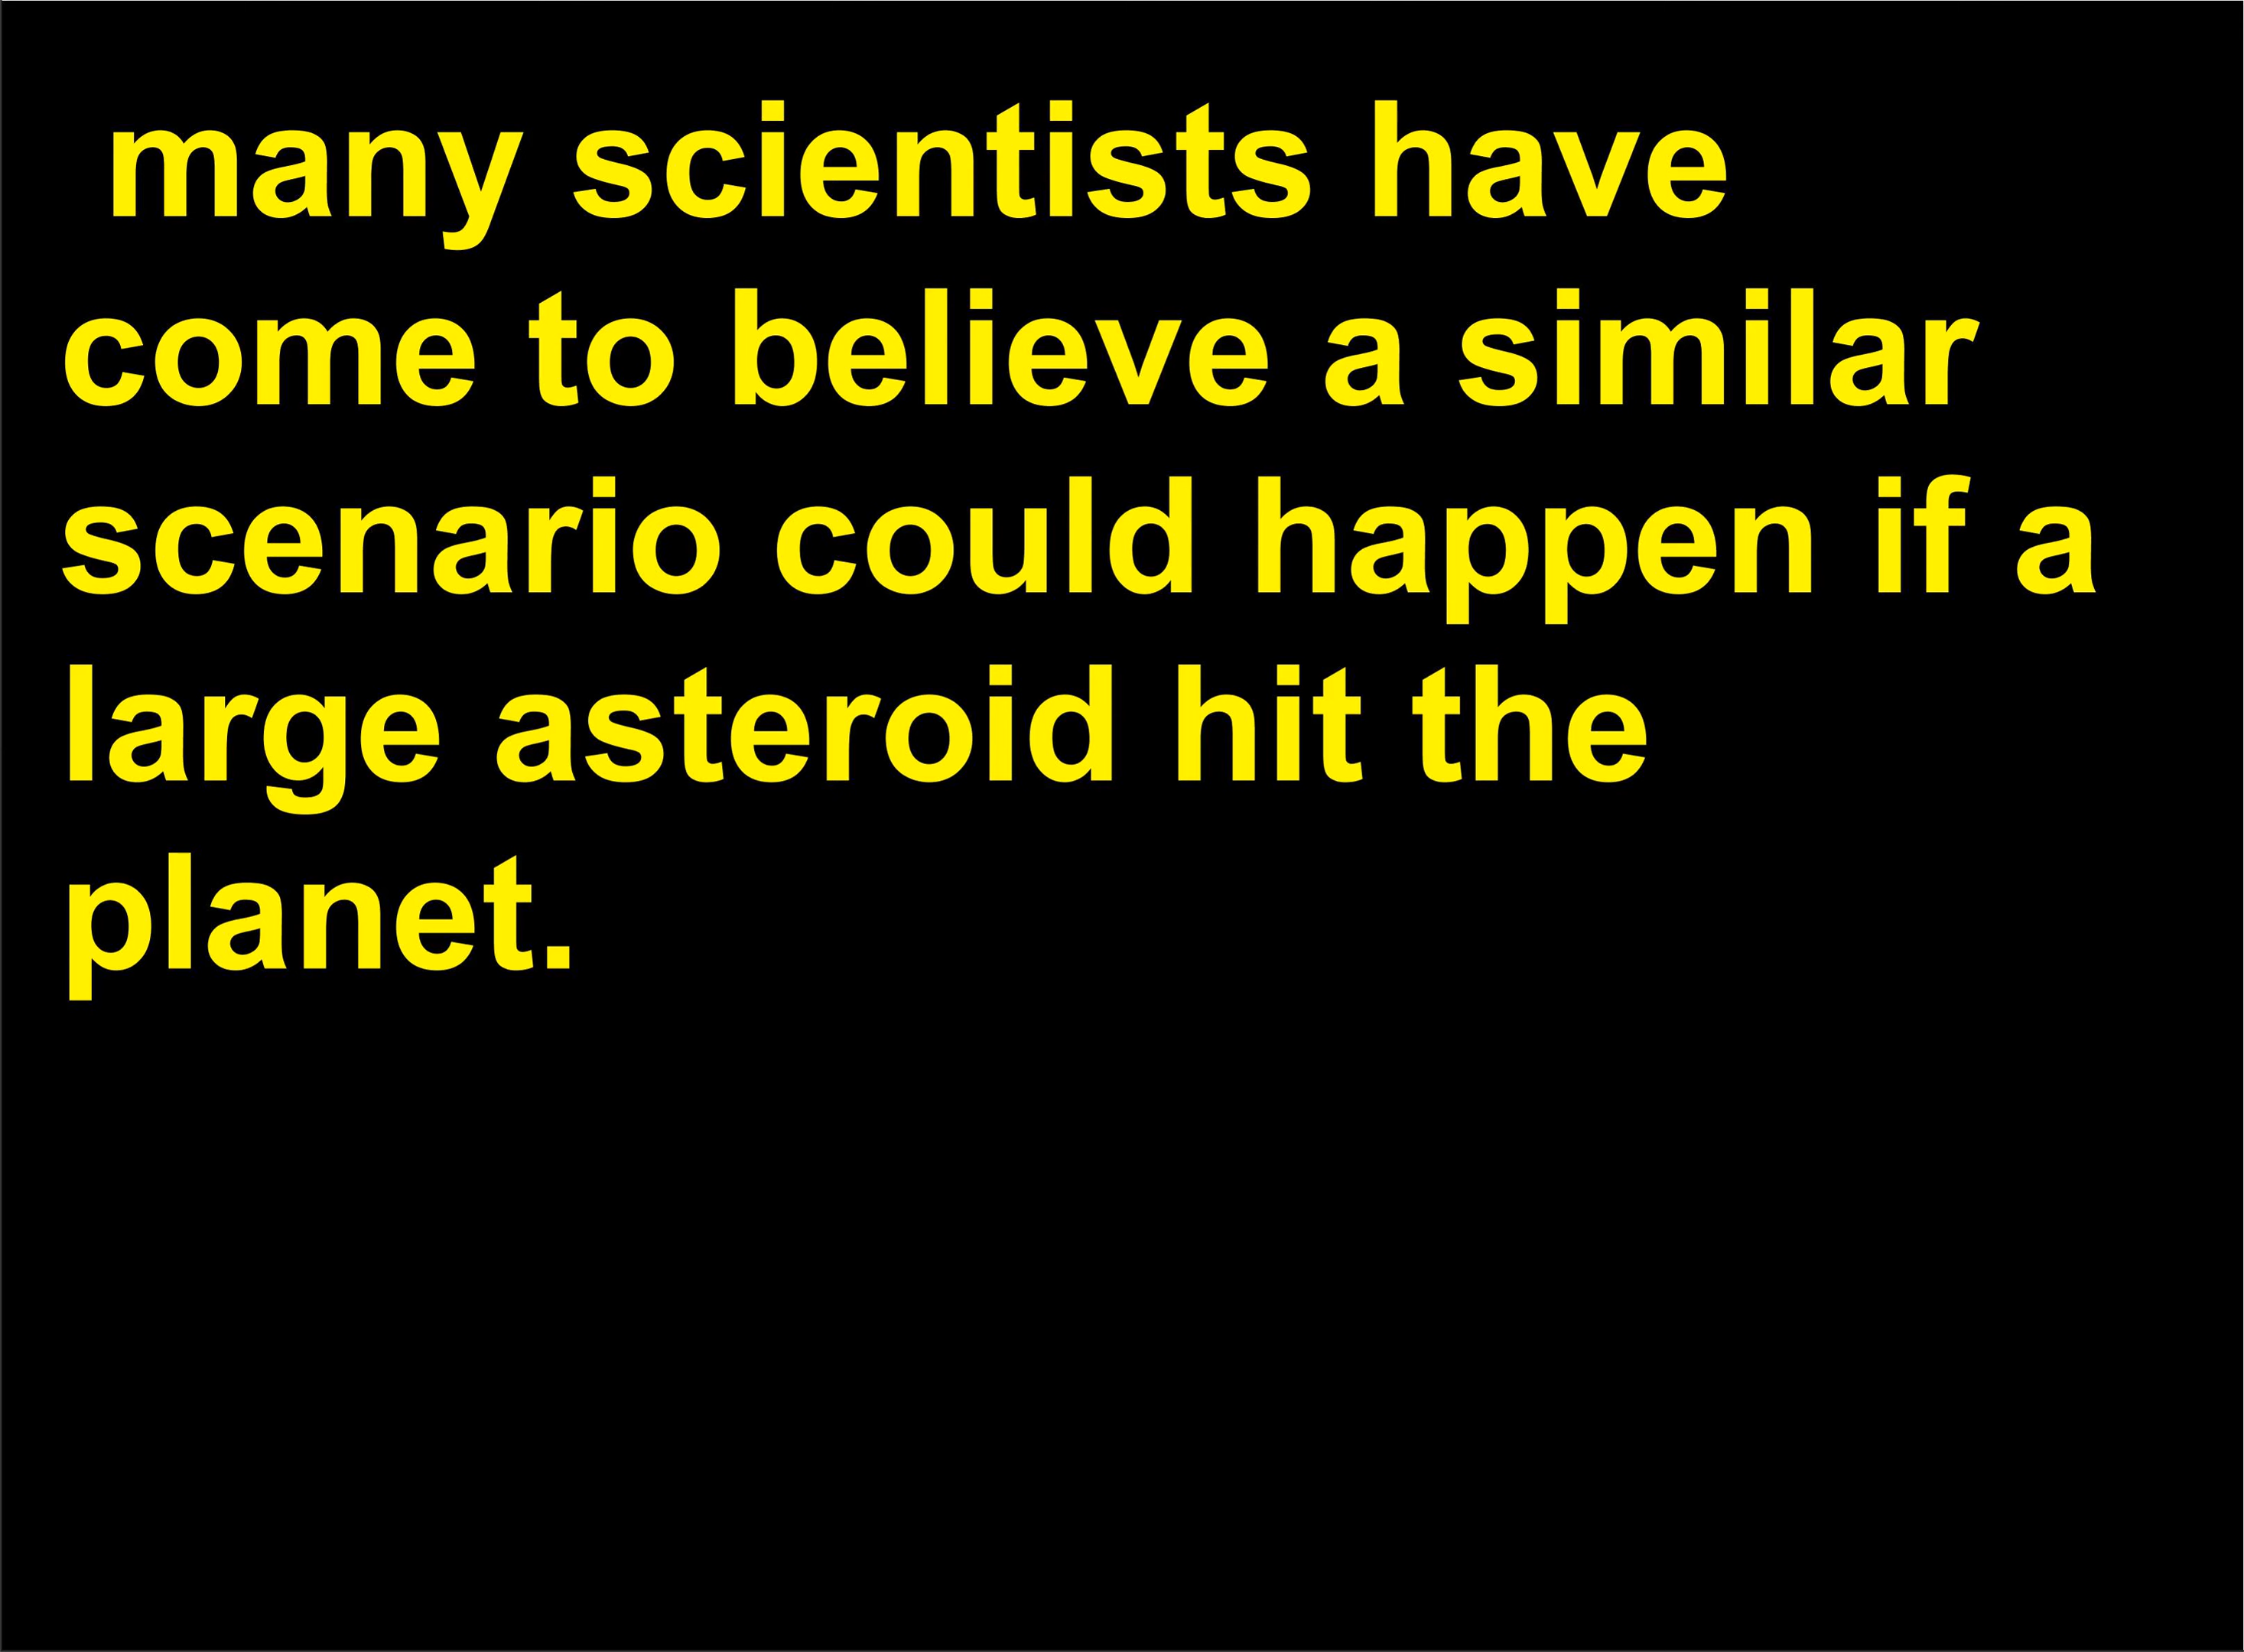 many scientists have
come to believe a similar
scenario could happen if a
large asteroid hit the
planet.